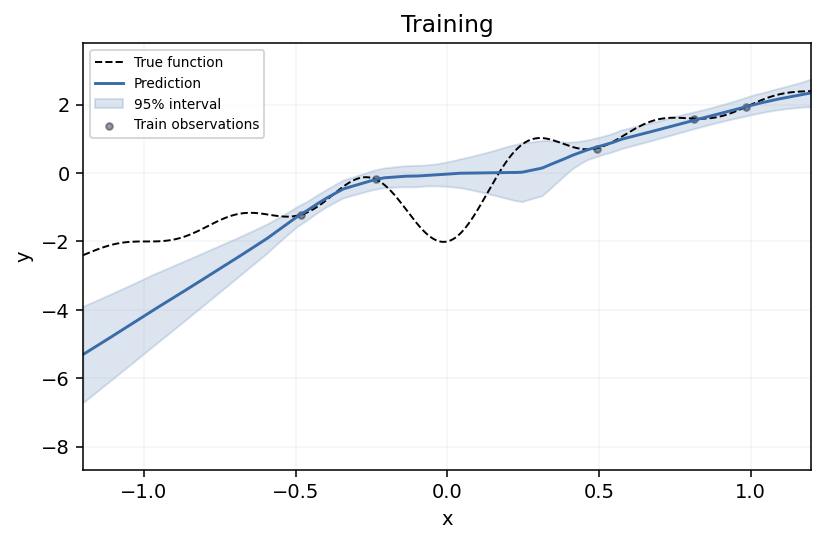 Training
True function
Prediction
95% interval
Train observations
2
0
−2
−4
−6
−8
y
−1.0
−0.5
0.0
0.5
1.0
x